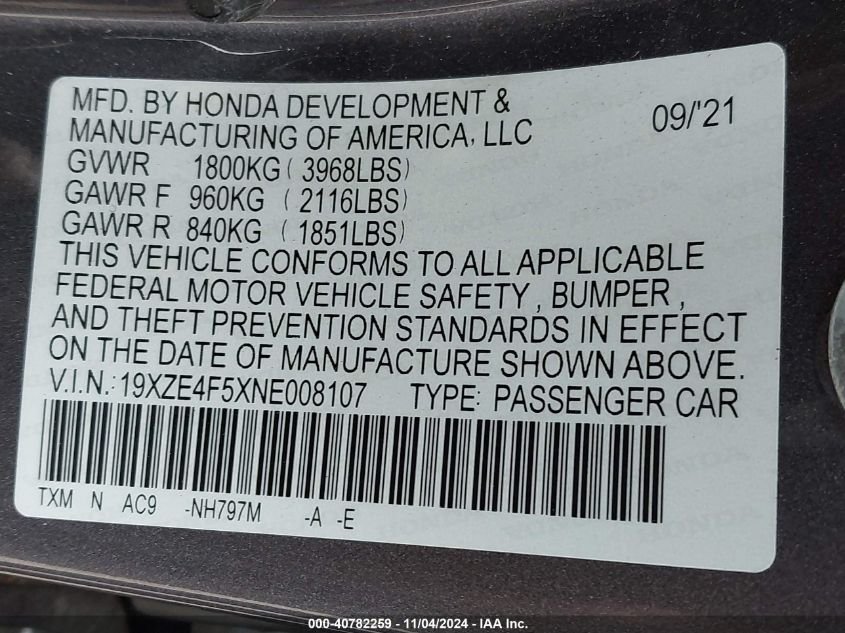 MFD. BY HONDA DEVELOPMENT &
MANUFACTURING OF AMERICA, LLC 09/'21
GVWR 1800KG ( 3968LBS)
GAWR F 960KG ( 2116LBS)
GAWR R 840KG ( 1851LBS)
THIS VEHICLE CONFORMS TO ALL APPLICABLE
FEDERAL MOTOR VEHICLE SAFETY , BUMPER ,
AND THEFT PREVENTION STANDARDS IN EFFECT
ON THE DATE OF MANUFACTURE SHOWN ABOVE.
V.I.N.: 19XZE4F5XNE008107 TYPE: PASSENGER CAR
TXM N AC9 -NH797M -A -E
000-40782259 - 11/04/2024 - IAA Inc.